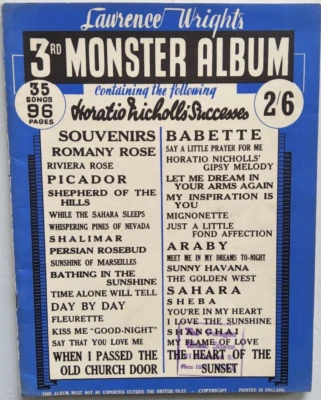 Lawrence Wright's
3RD MONSTER ALBUM
35
SONGS
96
PAGES
Containing the following
Horatio Nicholls' Successes
2/6
SOUVENIRS
ROMANY ROSE
RIVIERA ROSE
PICADOR
SHEPHERD OF THE
HILLS
WHILE THE SAHARA SLEEPS
WHISPERING PINES OF NEVADA
SHALIMAR
PERSIAN ROSEBUD
SUNSHINE OF MARSEILLES
BATHING IN THE
SUNSHINE
TIME ALONE WILL TELL
DAY BY DAY
FLEURETTE
KISS ME "GOOD-NIGHT"
SAY THAT YOU LOVE ME
WHEN I PASSED THE
OLD CHURCH DOOR
BABETTE
SAY A LITTLE PRAYER FOR ME
HORATIO NICHOLLS'
GIPSY MELODY
LET ME DREAM IN
YOUR ARMS AGAIN
MY INSPIRATION IS
YOU
MIGNONETTE
JUST A LITTLE
FOND AFFECTION
ARABY
MEET ME IN MY DREAMS TO-NIGHT
SUNNY HAVANA
THE GOLDEN WEST
SAHARA
SHEBA
YOU'RE IN MY HEART
I LOVE THE SUNSHINE
SHANGHAI
MY FLAME OF LOVE
THE HEART OF THE
SUNSET
THIS ALBUM MUST NOT BE EXPORTED OUTSIDE THE BRITISH ISLES - COPYRIGHT PRINTED IN ENGLAND